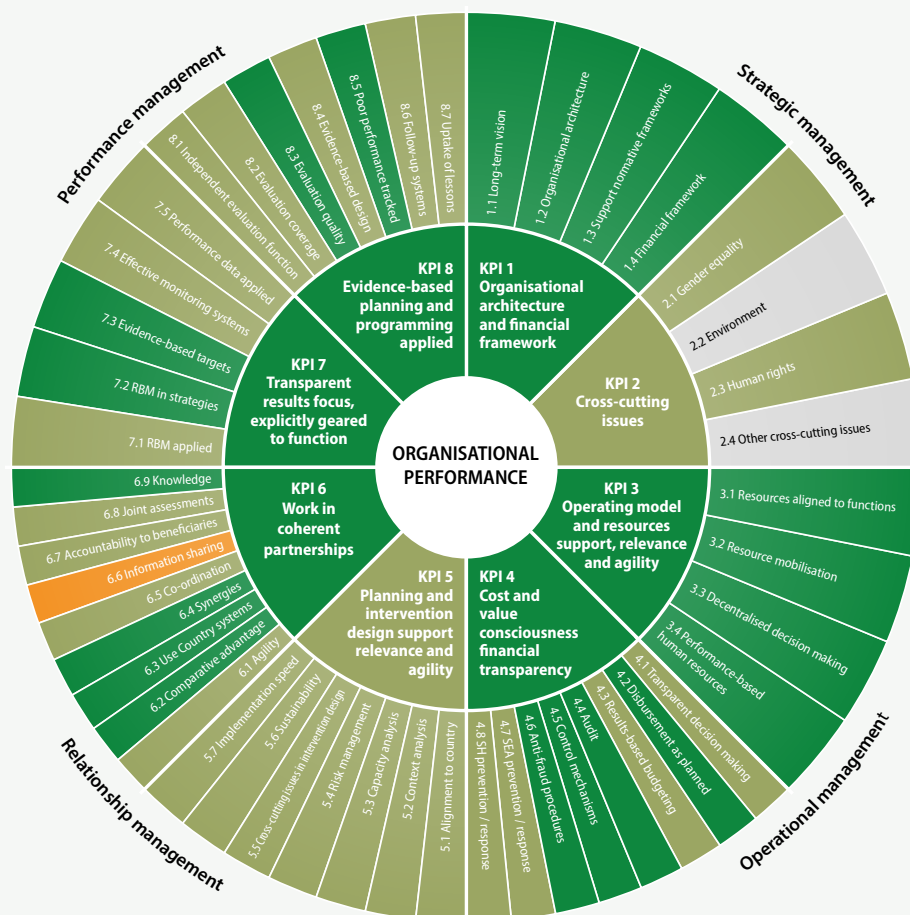 Performance management
Strategic management
Operational management
Relationship management
ORGANISATIONAL
PERFORMANCE
KPI 1
Organisational
architecture
and financial
framework
1.1 Long-term vision
1.2 Organisational architecture
1.3 Support normative frameworks
1.4 Financial framework
KPI 2
Cross-cutting
issues
2.1 Gender equality
2.2 Environment
2.3 Human rights
2.4 Other cross-cutting issues
KPI 3
Operating model
and resources
support, relevance
and agility
3.1 Resources aligned to functions
3.2 Resource mobilisation
3.3 Decentralised decision making
3.4 Performance-based
human resources
KPI 4
Cost and
value
consciousness
financial
transparency
4.1 Transparent decision making
4.2 Disbursement as planned
4.3 Results-based budgeting
4.4 Audit
4.5 Control mechanisms
4.6 Anti-fraud procedures
4.7 SEA prevention / response
4.8 SH prevention / response
KPI 5
Planning and
intervention
design support
relevance and
agility
5.1 Alignment to country
5.2 Context analysis
5.3 Capacity analysis
5.4 Risk management
5.5 Cross-cutting issues in intervention design
5.6 Sustainability
5.7 Implementation speed
KPI 6
Work in
coherent
partnerships
6.1 Agility
6.2 Comparative advantage
6.3 Use Country systems
6.4 Synergies
6.5 Co-ordination
6.6 Information sharing
6.7 Accountability to beneficiaries
6.8 Joint assessments
6.9 Knowledge
KPI 7
Transparent
results focus,
explicitly geared
to function
7.1 RBM applied
7.2 RBM in strategies
7.3 Evidence-based targets
7.4 Effective monitoring systems
7.5 Performance data applied
KPI 8
Evidence-based
planning and
programming
applied
8.1 Independent evaluation function
8.2 Evaluation coverage
8.3 Evaluation quality
8.4 Evidence-based design
8.5 Poor performance tracked
8.6 Follow-up systems
8.7 Uptake of lessons